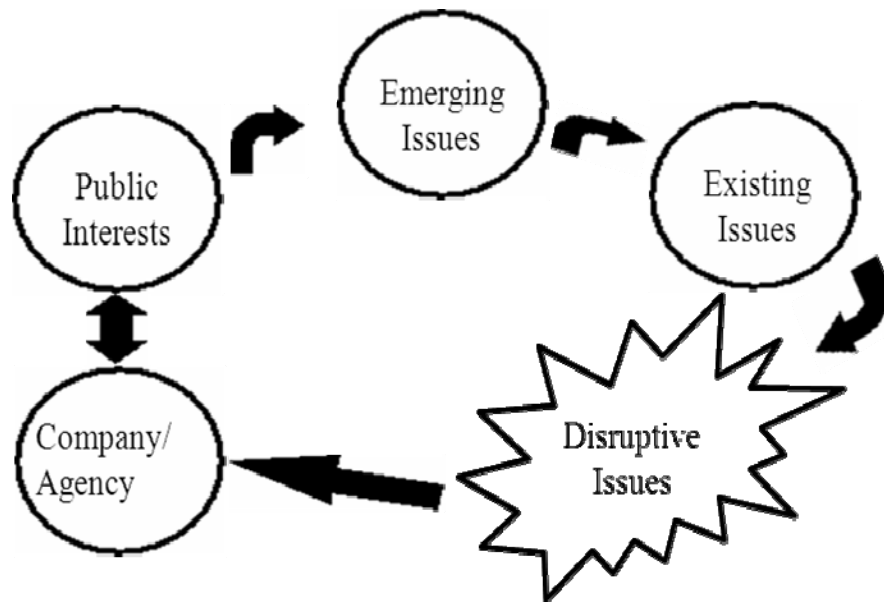 Emerging
Issues
Public
Interests
Existing
Issues
Company/
Agency
Disruptive
Issues